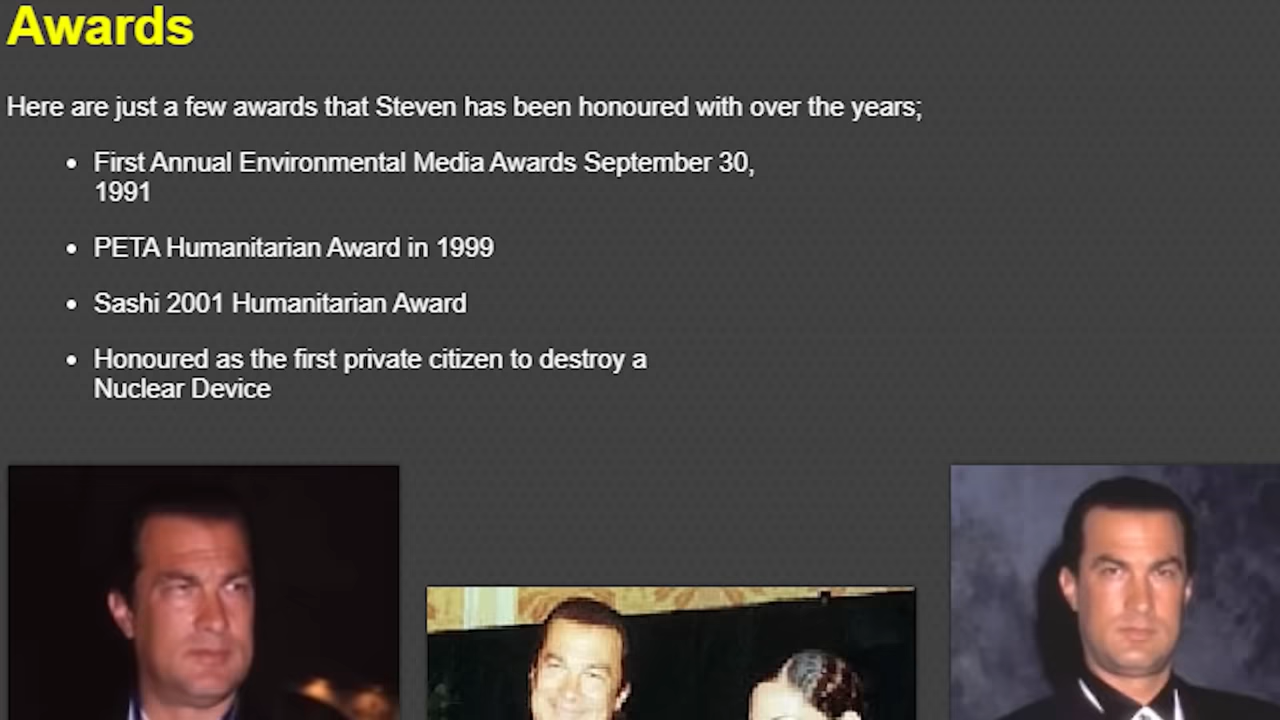 Awards
Here are just a few awards that Steven has been honoured with over the years;
First Annual Environmental Media Awards September 30,
1991
PETA Humanitarian Award in 1999
Sashi 2001 Humanitarian Award
Honoured as the first private citizen to destroy a
Nuclear Device